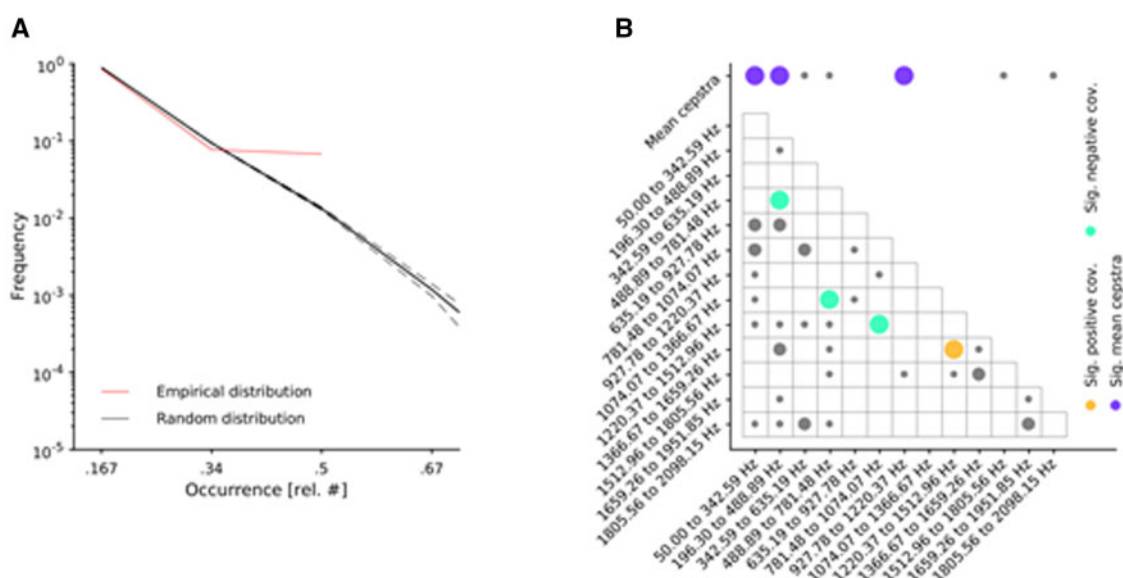 A
B
10⁰
10⁻¹
10⁻²
10⁻³
10⁻⁴
10⁻⁵
Frequency
Empirical distribution
Random distribution
.167
.34
.5
.67
Occurrence [rel. #]
Mean cepstra
50.00 to 342.59 Hz
196.30 to 488.89 Hz
342.59 to 635.19 Hz
488.89 to 781.48 Hz
635.19 to 927.78 Hz
781.48 to 1074.07 Hz
927.78 to 1220.37 Hz
1074.07 to 1366.67 Hz
1220.37 to 1512.96 Hz
1366.67 to 1659.26 Hz
1512.96 to 1805.56 Hz
1659.26 to 1951.85 Hz
1805.56 to 2098.15 Hz
50.00 to 342.59 Hz
196.30 to 488.89 Hz
342.59 to 635.19 Hz
488.89 to 781.48 Hz
635.19 to 927.78 Hz
781.48 to 1074.07 Hz
927.78 to 1220.37 Hz
1074.07 to 1366.67 Hz
1220.37 to 1512.96 Hz
1366.67 to 1659.26 Hz
1512.96 to 1805.56 Hz
1659.26 to 1951.85 Hz
1805.56 to 2098.15 Hz
Sig. positive cov.
Sig. negative cov.
Sig. mean cepstra